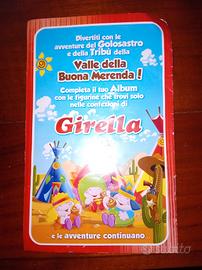 Divertiti con le
avventure del Golosastro
e della Tribù della
Valle della
Buona Merenda!
Completa il tuo Album
con le figurine che trovi solo
nelle confezioni di
Girella
e le avventure continuano
subito